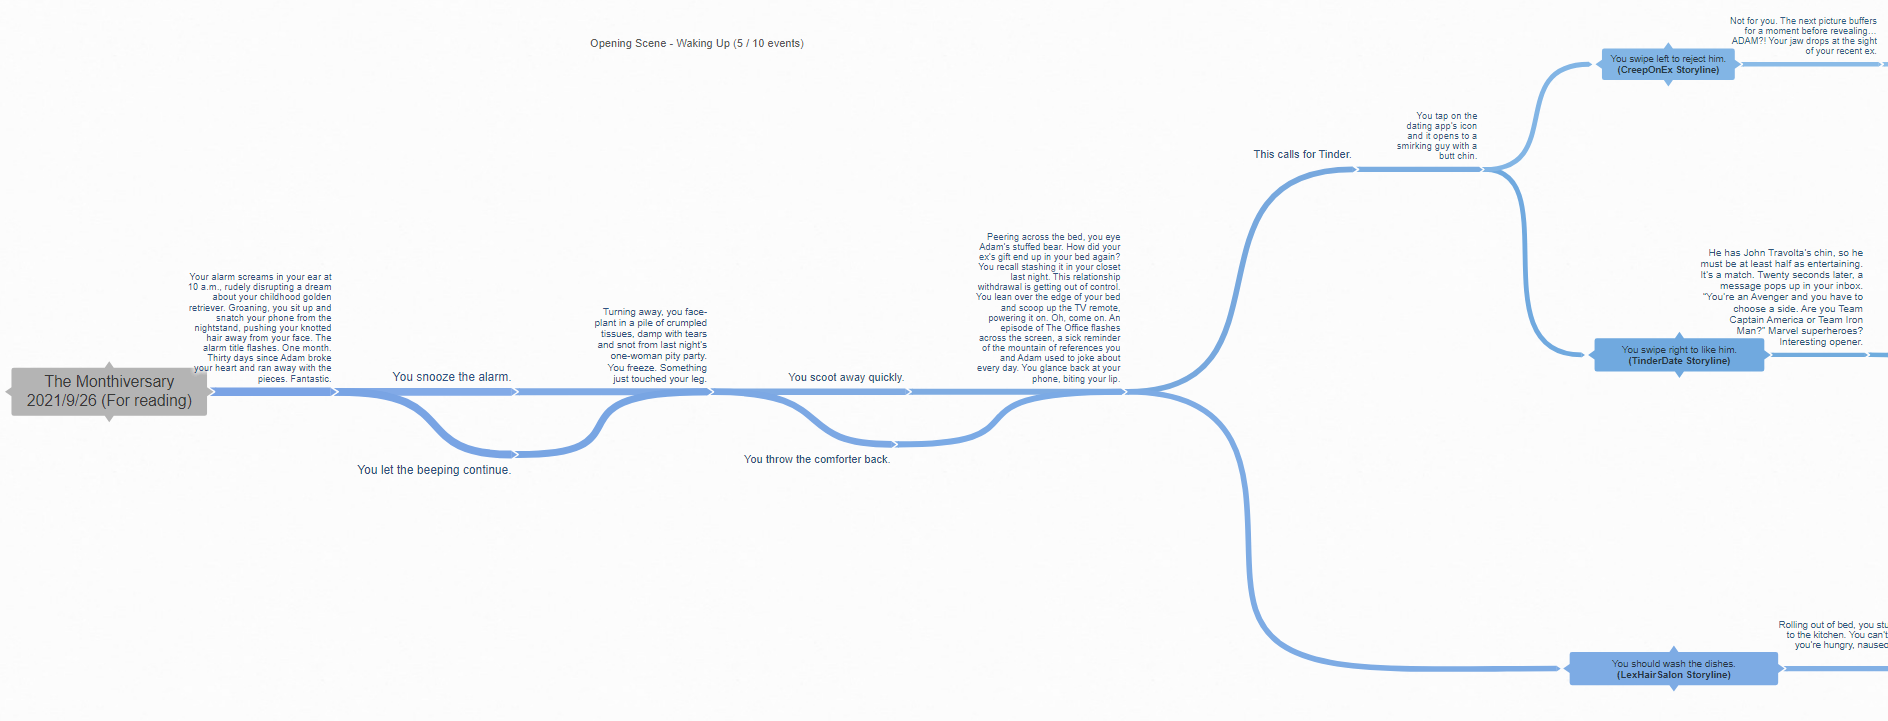 Opening Scene - Waking Up (5 / 10 events)
The Monthiversary
2021/9/26 (For reading)
Your alarm screams in your ear at
10 a.m., rudely disrupting a dream
about your childhood golden
retriever. Groaning, you sit up and
snatch your phone from the
nightstand, pushing your knotted
hair away from your face. The
alarm title flashes. One month.
Thirty days since Adam broke
your heart and ran away with the
pieces. Fantastic.
You snooze the alarm.
You let the beeping continue.
Turning away, you face-
plant in a pile of crumpled
tissues, damp with tears
and snot from last night's
one-woman pity party.
You freeze. Something
just touched your leg.
You scoot away quickly.
You throw the comforter back.
Peering across the bed, you eye
Adam's stuffed bear. How did your
ex's gift end up in your bed again?
You recall stashing it in your closet
last night. This relationship
withdrawal is getting out of control.
You lean over the edge of your bed
and scoop up the TV remote,
powering it on. Oh, come on. An
episode of The Office flashes
across the screen, a sick reminder
of the mountain of references you
and Adam used to joke about
every day. You glance back at your
phone, biting your lip.
This calls for Tinder.
You tap on the
dating app's icon
and it opens to a
smirking guy with a
butt chin.
You swipe left to reject him.
(CreepOnEx Storyline)
Not for you. The next picture buffers
for a moment before revealing...
ADAM?! Your jaw drops at the sight
of your recent ex.
You swipe right to like him.
(TinderDate Storyline)
He has John Travolta's chin, so he
must be at least half as entertaining.
It's a match. Twenty seconds later, a
message pops up in your inbox.
"You're an Avenger and you have to
choose a side. Are you Team
Captain America or Team Iron
Man?" Marvel superheroes?
Interesting opener.
You should wash the dishes.
(LexHairSalon Storyline)
Rolling out of bed, you stu
to the kitchen. You can't
you're hungry, nauseo